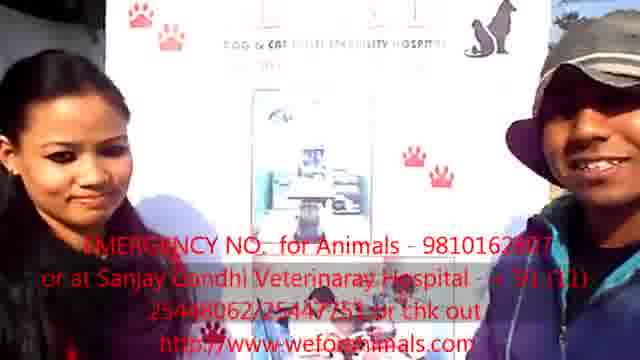 DOG & CAT MULTI SPECIALITY HOSPITAL
EMERGENCY NO. for Animals -
or at Sanjay Gandhi Veterinaray Hospital - + 91 (11)
25448062/25447751 or chk out
http://www.weforanimals.com